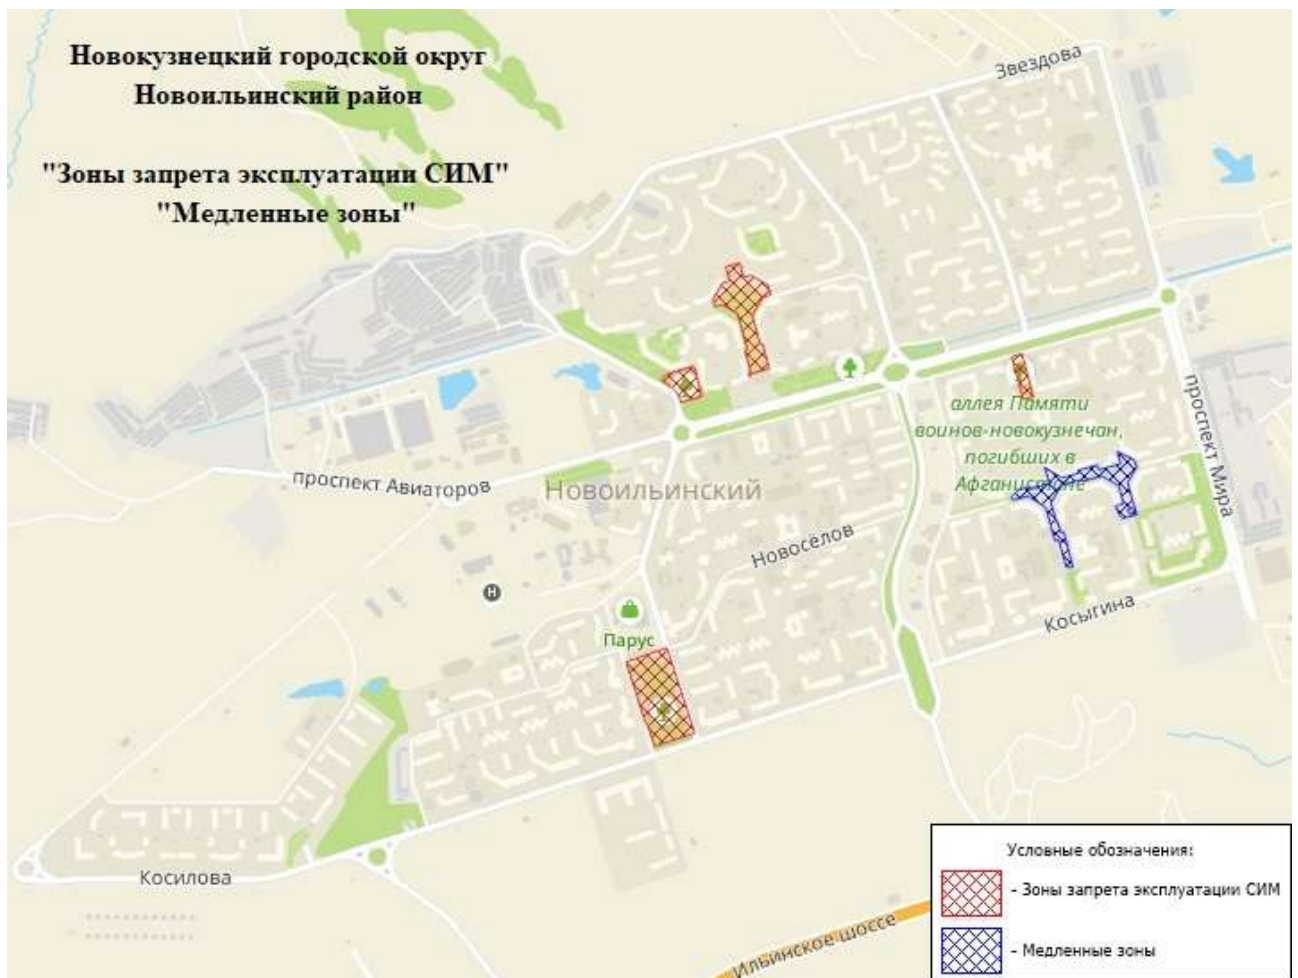 Новокузнецкий городской округ
Новоильинский район
"Зоны запрета эксплуатации СИМ"
"Медленные зоны"
Звездова
аллея Памяти
воинов-новокузнечан,
погибших в
Афганистане
проспект Мира
проспект Авиаторов
Новоильинский
Новосёлов
H
Косыгина
Парус
Косилова
Ильинское шоссе
Условные обозначения:
- Зоны запрета эксплуатации СИМ
- Медленные зоны